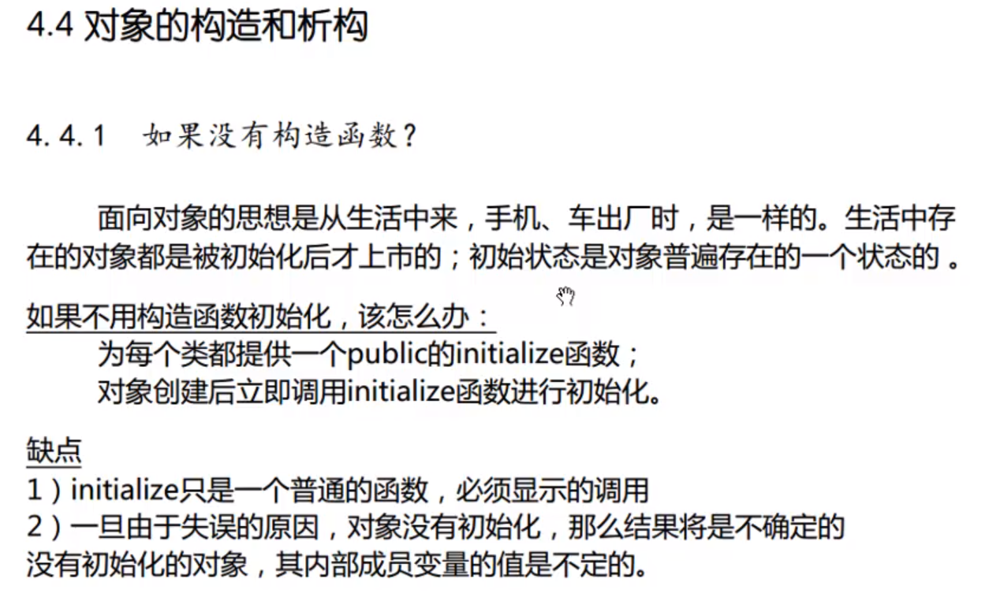 4.4 对象的构造和析构
4.4.1 如果没有构造函数？
面向对象的思想是从生活中来，手机、车出厂时，是一样的。生活中存
在的对象都是被初始化后才上市的；初始状态是对象普遍存在的一个状态的 。
如果不用构造函数初始化，该怎么办：
为每个类都提供一个public的initialize函数；
对象创建后立即调用initialize函数进行初始化。
缺点
1）initialize只是一个普通的函数，必须显示的调用
2）一旦由于失误的原因，对象没有初始化，那么结果将是不确定的
没有初始化的对象，其内部成员变量的值是不定的。